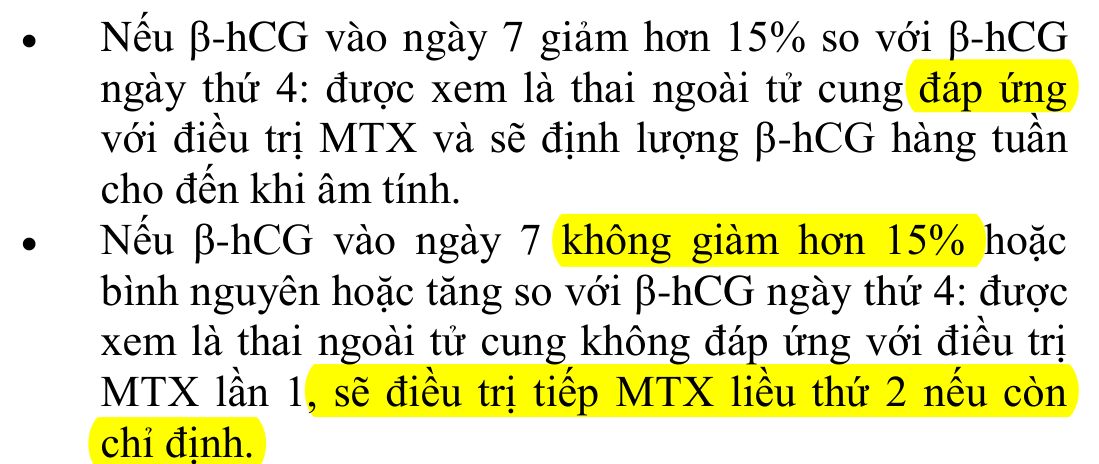 • Nếu β-hCG vào ngày 7 giảm hơn 15% so với β-hCG
ngày thứ 4: được xem là thai ngoài tử cung đáp ứng
với điều trị MTX và sẽ định lượng β-hCG hàng tuần
cho đến khi âm tính.
• Nếu β-hCG vào ngày 7 không giàm hơn 15% hoặc
bình nguyên hoặc tăng so với β-hCG ngày thứ 4: được
xem là thai ngoài tử cung không đáp ứng với điều trị
MTX lần 1, sẽ điều trị tiếp MTX liều thứ 2 nếu còn
chỉ định.